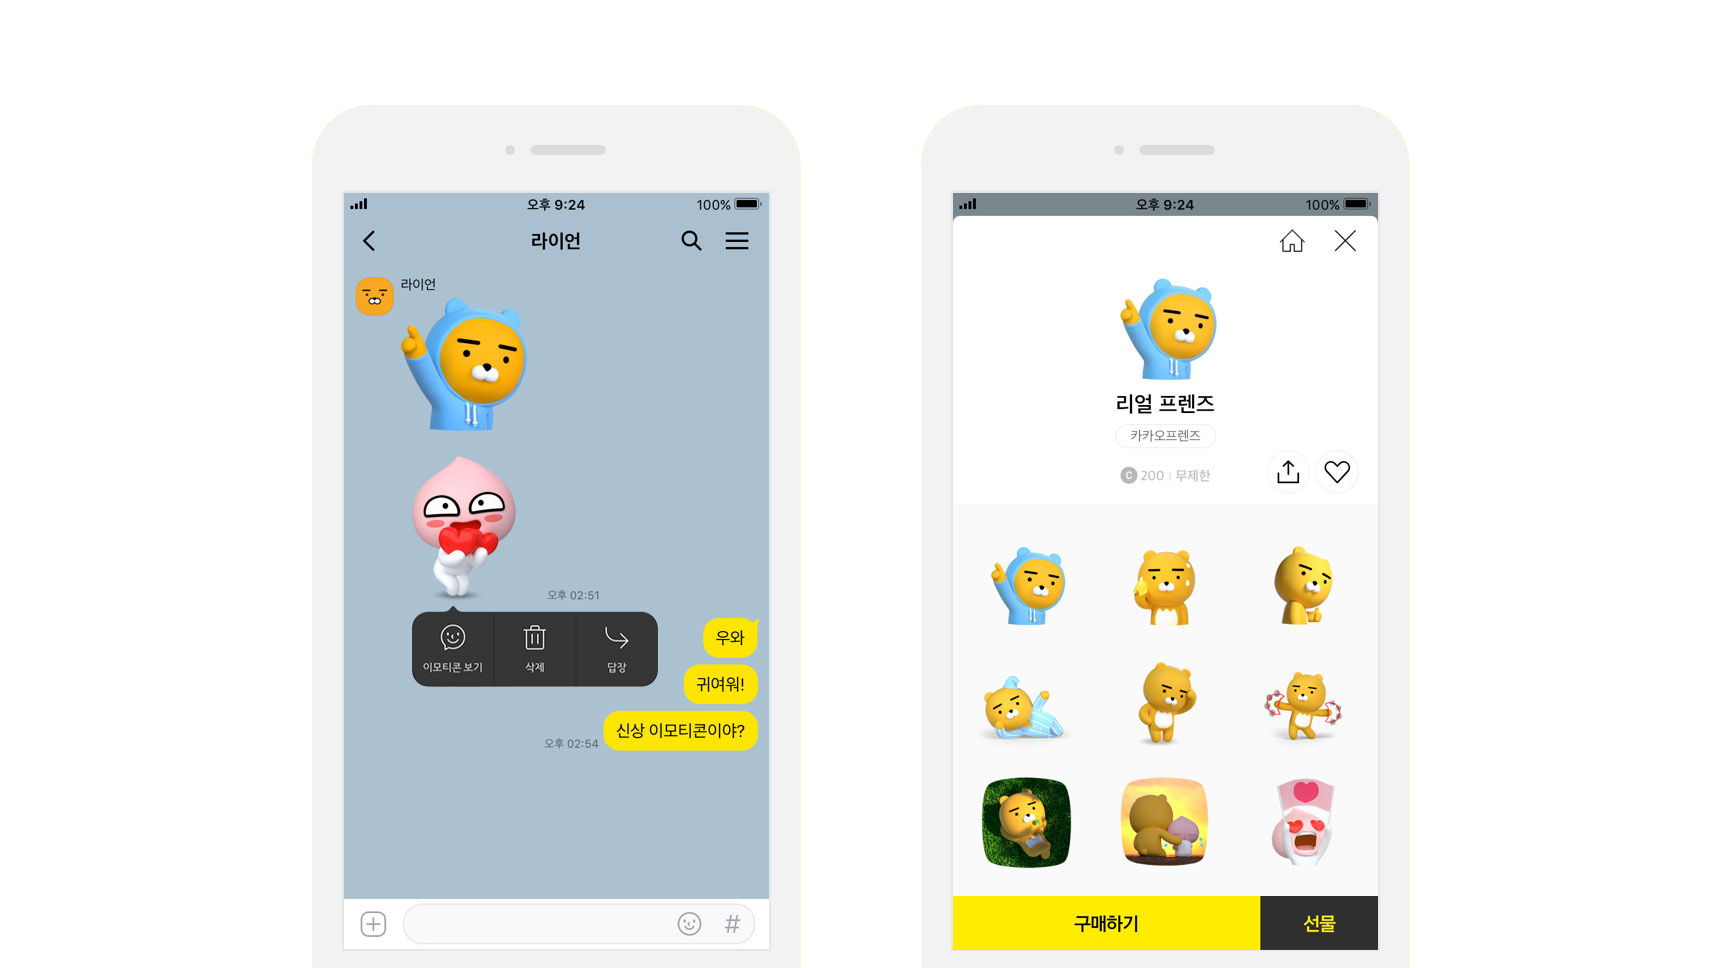 오후 9:24
100%
라이언
라이언
오후 02:51
이모티콘 보기
삭제
답장
우와
귀여워!
신상 이모티콘이야?
오후 02:54
#
오후 9:24
100%
리얼 프렌즈
카카오프렌즈
C 200 | 무제한
구매하기
선물